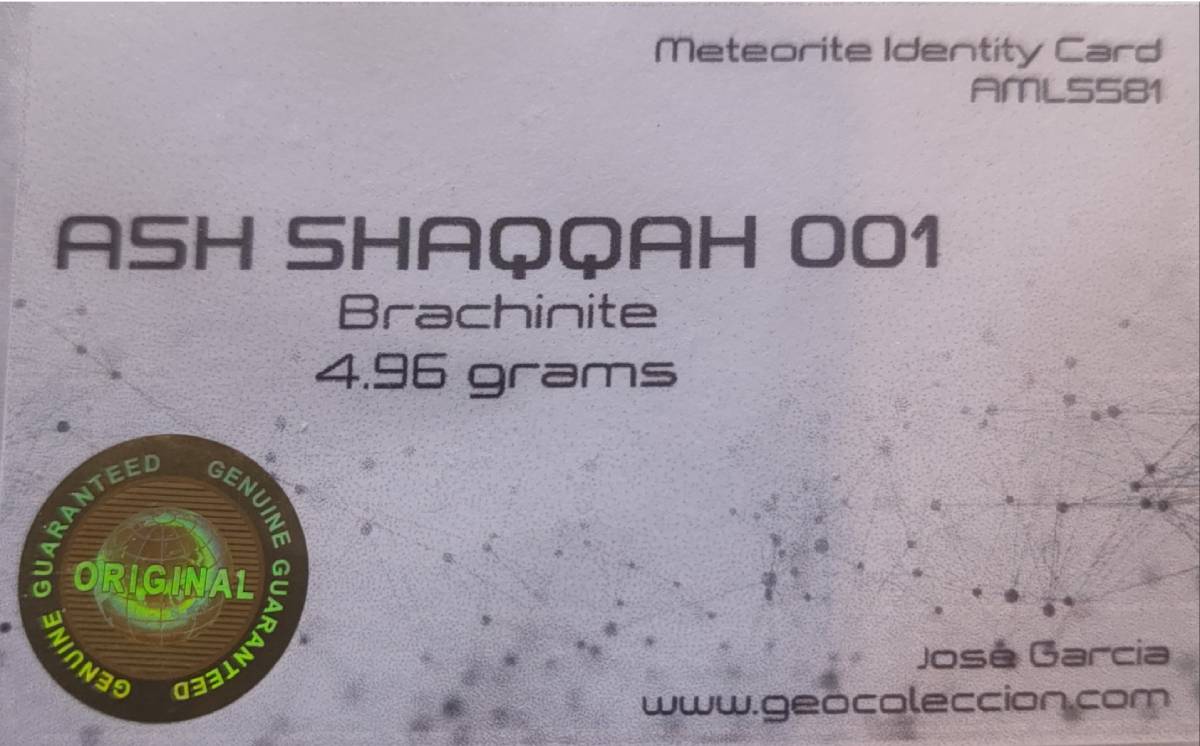 Meteorite Identity Card
AMLS581
ASH SHAQQAH 001
Brachinite
4.96 grams
GENUINE GUARANTEED GENUINE GUARANTEED
ORIGINAL
José Garcia
www.geocoleccion.com